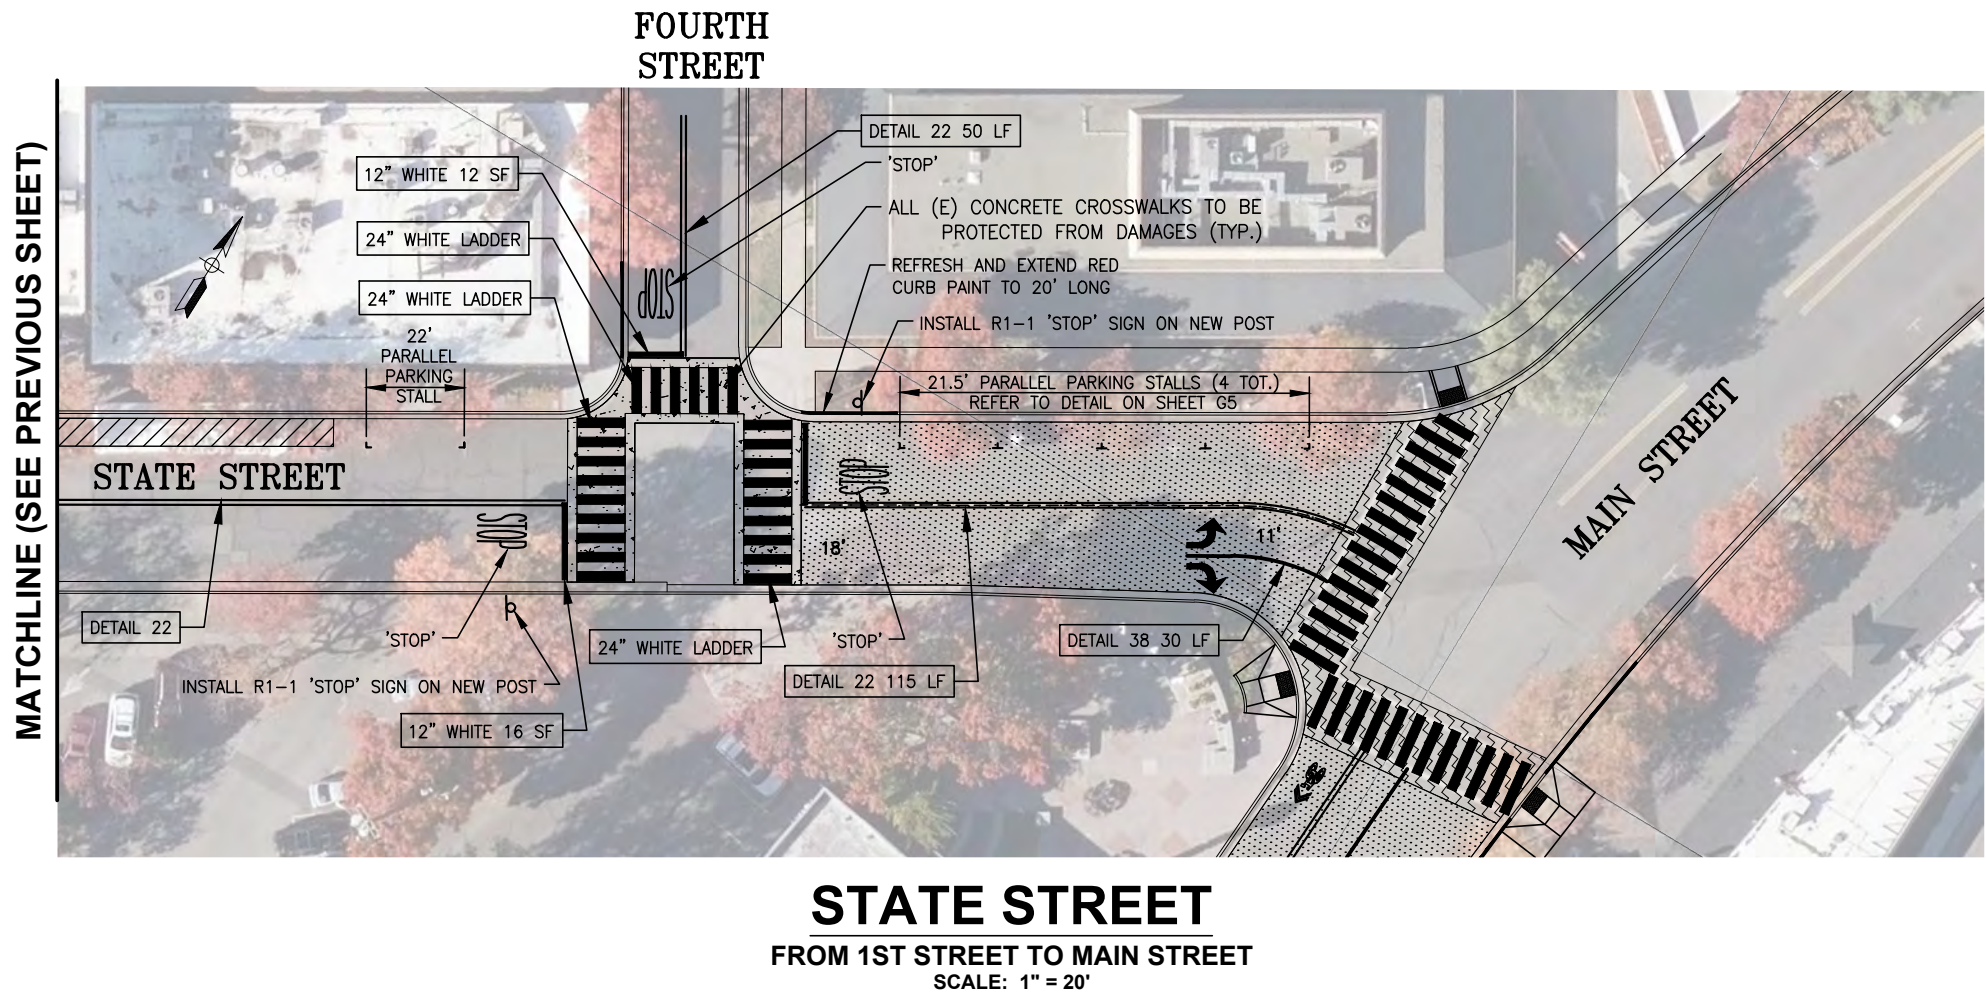 FOURTH
STREET
MATCHLINE (SEE PREVIOUS SHEET)
DETAIL 22 50 LF
'STOP'
12" WHITE 12 SF
ALL (E) CONCRETE CROSSWALKS TO BE
PROTECTED FROM DAMAGES (TYP.)
24" WHITE LADDER
REFRESH AND EXTEND RED
CURB PAINT TO 20' LONG
STOP
24" WHITE LADDER
INSTALL R1-1 'STOP' SIGN ON NEW POST
22'
PARALLEL
PARKING
STALL
21.5' PARALLEL PARKING STALLS (4 TOT.)
REFER TO DETAIL ON SHEET G5
MAIN STREET
STATE STREET
STOP
STOP
18'
11'
DETAIL 22
'STOP'
24" WHITE LADDER
'STOP'
DETAIL 38 30 LF
INSTALL R1-1 'STOP' SIGN ON NEW POST
DETAIL 22 115 LF
12" WHITE 16 SF
STATE STREET
FROM 1ST STREET TO MAIN STREET
SCALE: 1" = 20'